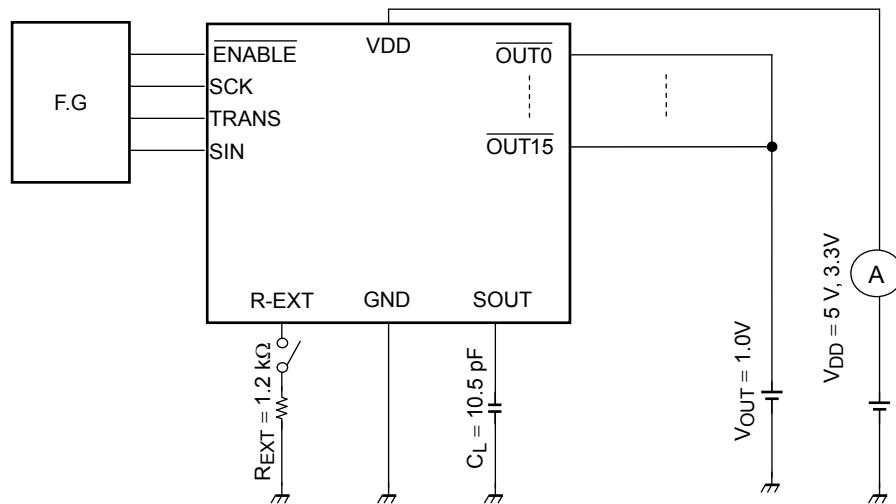 F.G
ENABLE
SCK
TRANS
SIN
VDD
OUT0
OUT15
R-EXT
GND
SOUT
REXT = 1.2 kΩ
CL = 10.5 pF
VOUT = 1.0V
VDD = 5 V, 3.3V
A